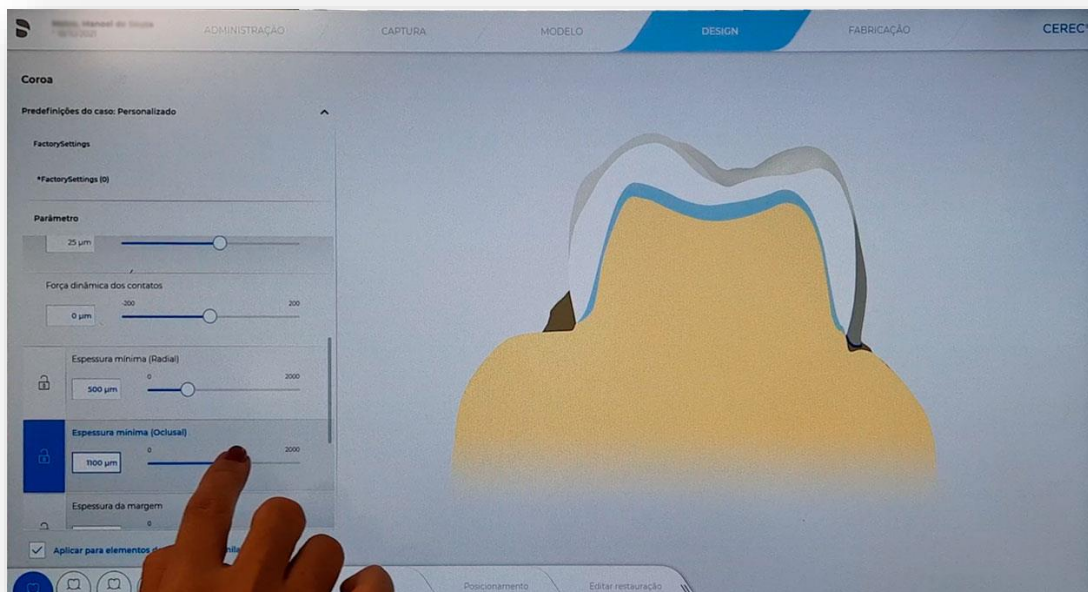 ADMINISTRAÇÃO
CAPTURA
MODELO
DESIGN
FABRICAÇÃO
CEREC
Coroa
Predefinições do caso: Personalizado
FactorySettings
*FactorySettings (0)
Parâmetro
25 µm
Força dinâmica dos contatos
-200 200
0 µm
Espessura mínima (Radial)
0 2000
500 µm
Espessura mínima (Oclusal)
0 2000
1100 µm
Espessura da margem
0
Aplicar para elementos
Posicionamento
Editar restauração